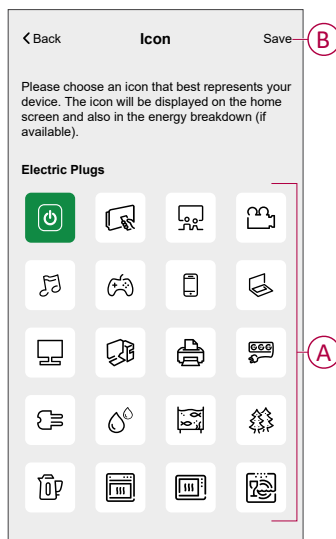 Back Icon Save
B
Please choose an icon that best represents your
device. The icon will be displayed on the home
screen and also in the energy breakdown (if
available).
Electric Plugs
A